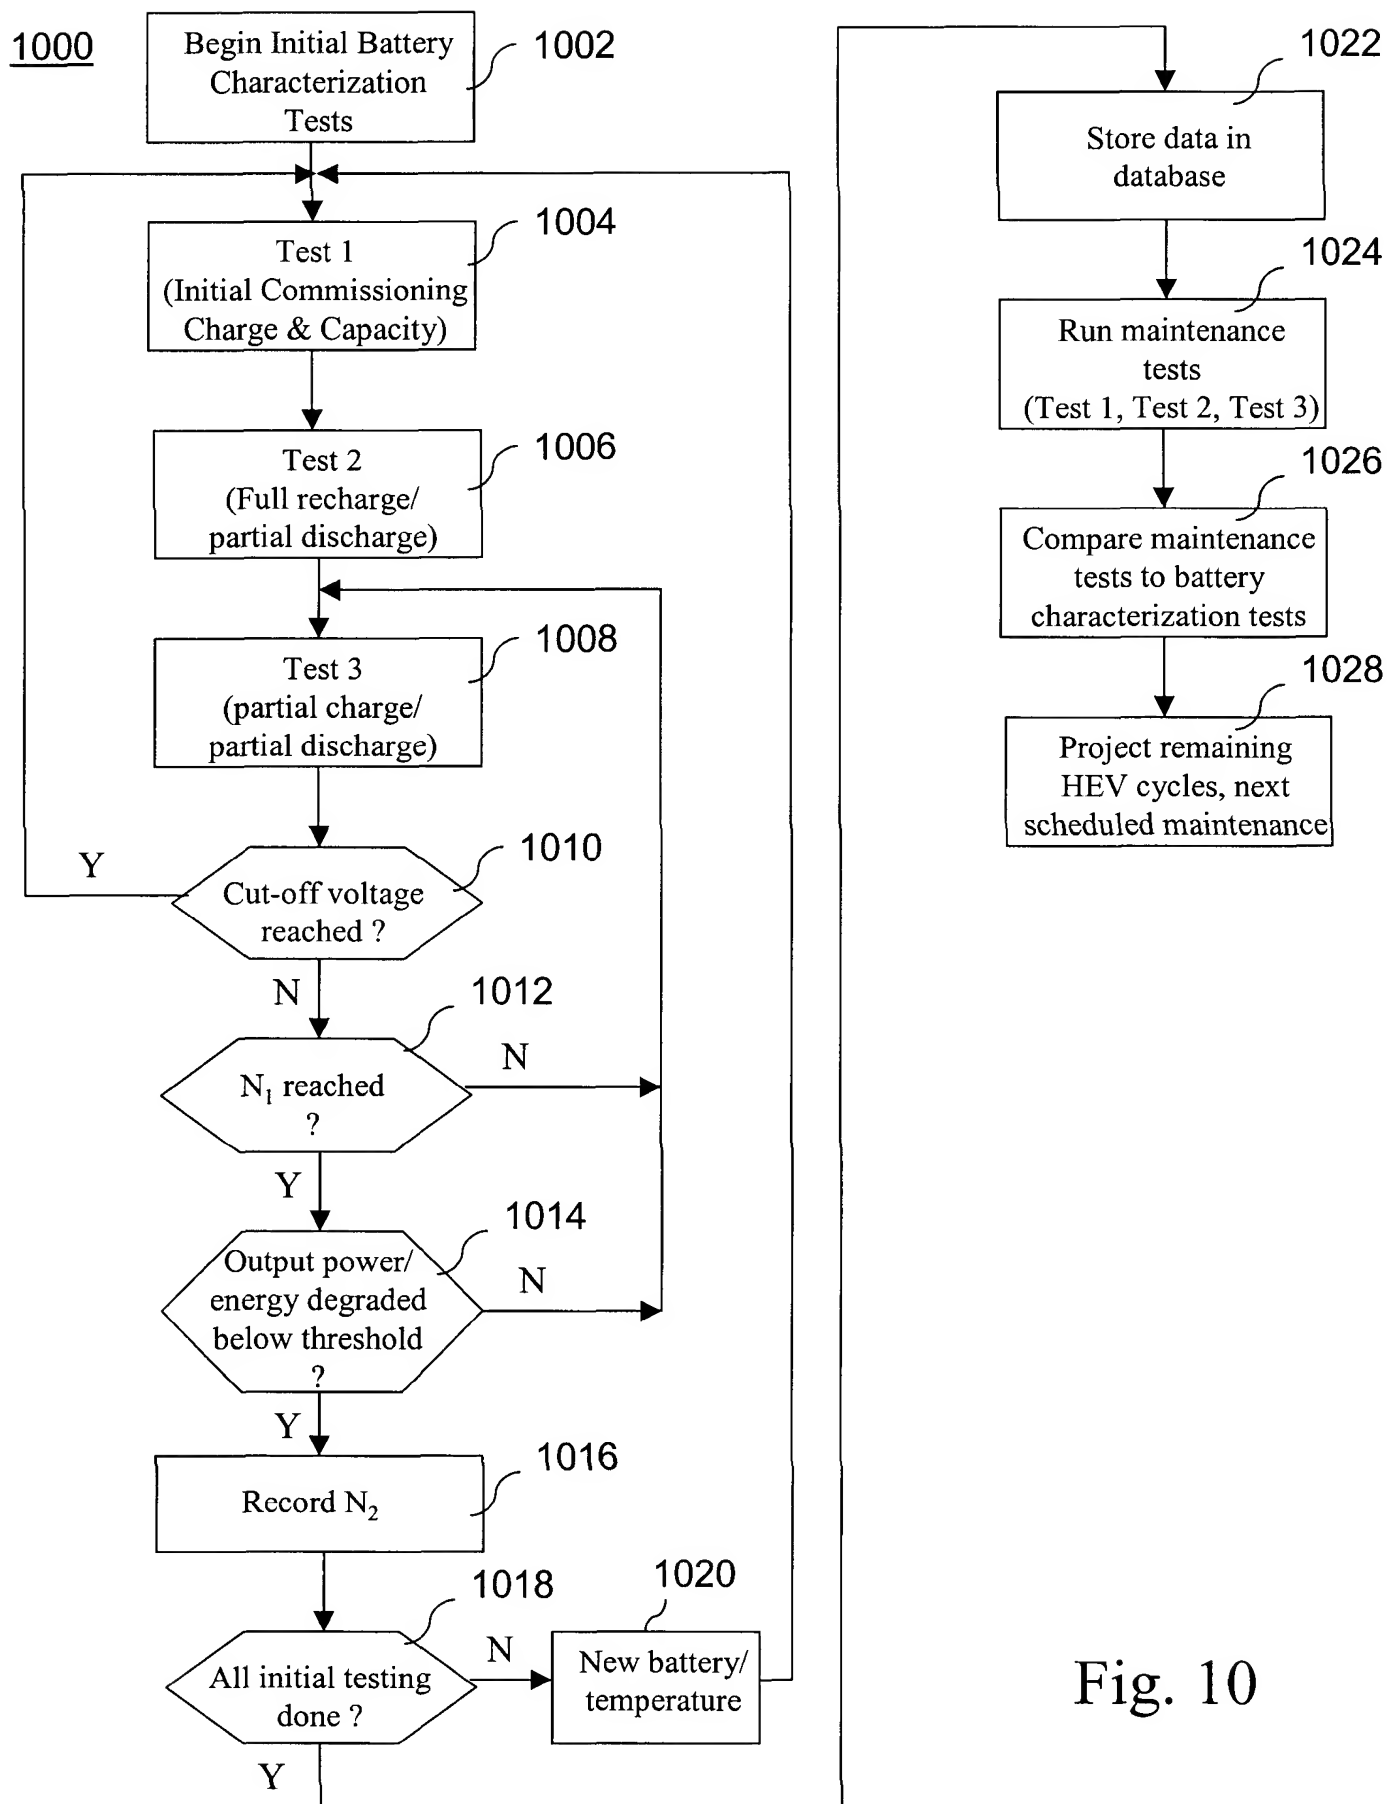 1000
Begin Initial Battery
Characterization
Tests
1002
Test 1
(Initial Commissioning
Charge & Capacity)
1004
Test 2
(Full recharge/
partial discharge)
1006
Test 3
(partial charge/
partial discharge)
1008
Cut-off voltage
reached ?
1010
Y
N
N₁ reached
?
1012
N
Y
Output power/
energy degraded
below threshold
?
1014
N
Y
Record N₂
1016
All initial testing
done ?
1018
N
Y
New battery/
temperature
1020
Store data in
database
1022
Run maintenance
tests
(Test 1, Test 2, Test 3)
1024
Compare maintenance
tests to battery
characterization tests
1026
Project remaining
HEV cycles, next
scheduled maintenance
1028
Fig. 10